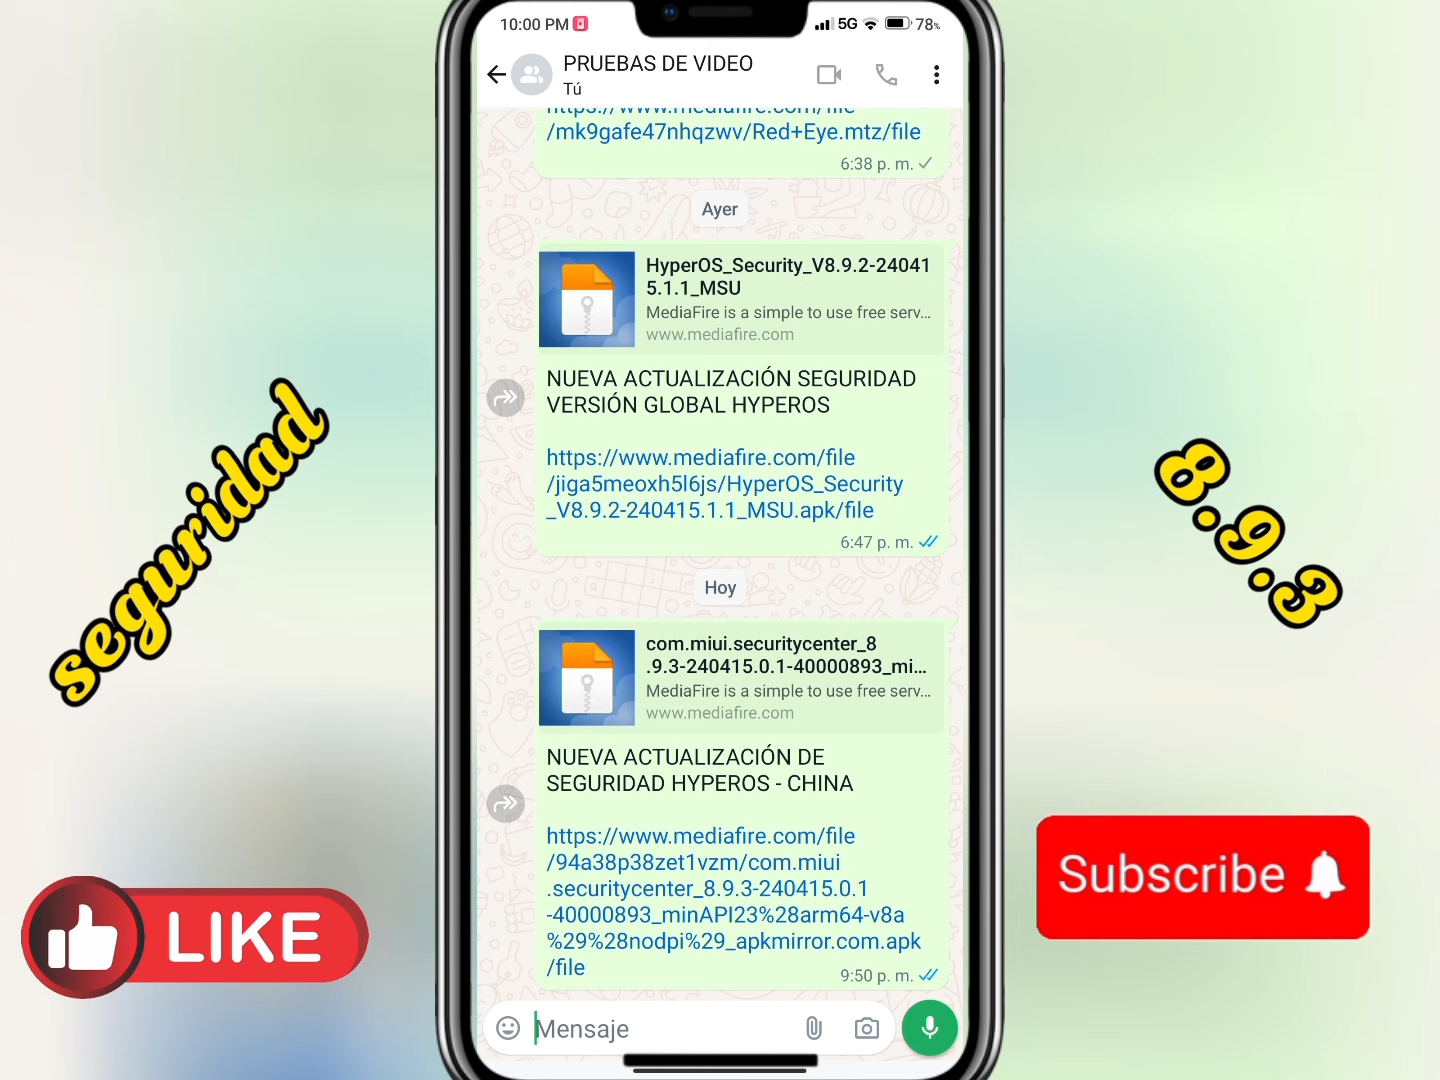 10:00 PM
5G 78%
PRUEBAS DE VIDEO
Tú
https://www.mediafire.com/file
/mk9gafe47nhqzwv/Red+Eye.mtz/file
6:38 p. m.
Ayer
HyperOS_Security_V8.9.2-24041
5.1.1_MSU
MediaFire is a simple to use free serv...
www.mediafire.com
NUEVA ACTUALIZACIÓN SEGURIDAD
VERSIÓN GLOBAL HYPEROS
https://www.mediafire.com/file
/jiga5meoxh5l6js/HyperOS_Security
_V8.9.2-240415.1.1_MSU.apk/file
6:47 p. m.
seguridad
8.9.3
Hoy
com.miui.securitycenter_8
.9.3-240415.0.1-40000893_mi...
MediaFire is a simple to use free serv...
www.mediafire.com
NUEVA ACTUALIZACIÓN DE
SEGURIDAD HYPEROS - CHINA
https://www.mediafire.com/file
/94a38p38zet1vzm/com.miui
.securitycenter_8.9.3-240415.0.1
-40000893_minAPI23%28arm64-v8a
%29%28nodpi%29_apkmirror.com.apk
/file
9:50 p. m.
LIKE
Subscribe
Mensaje